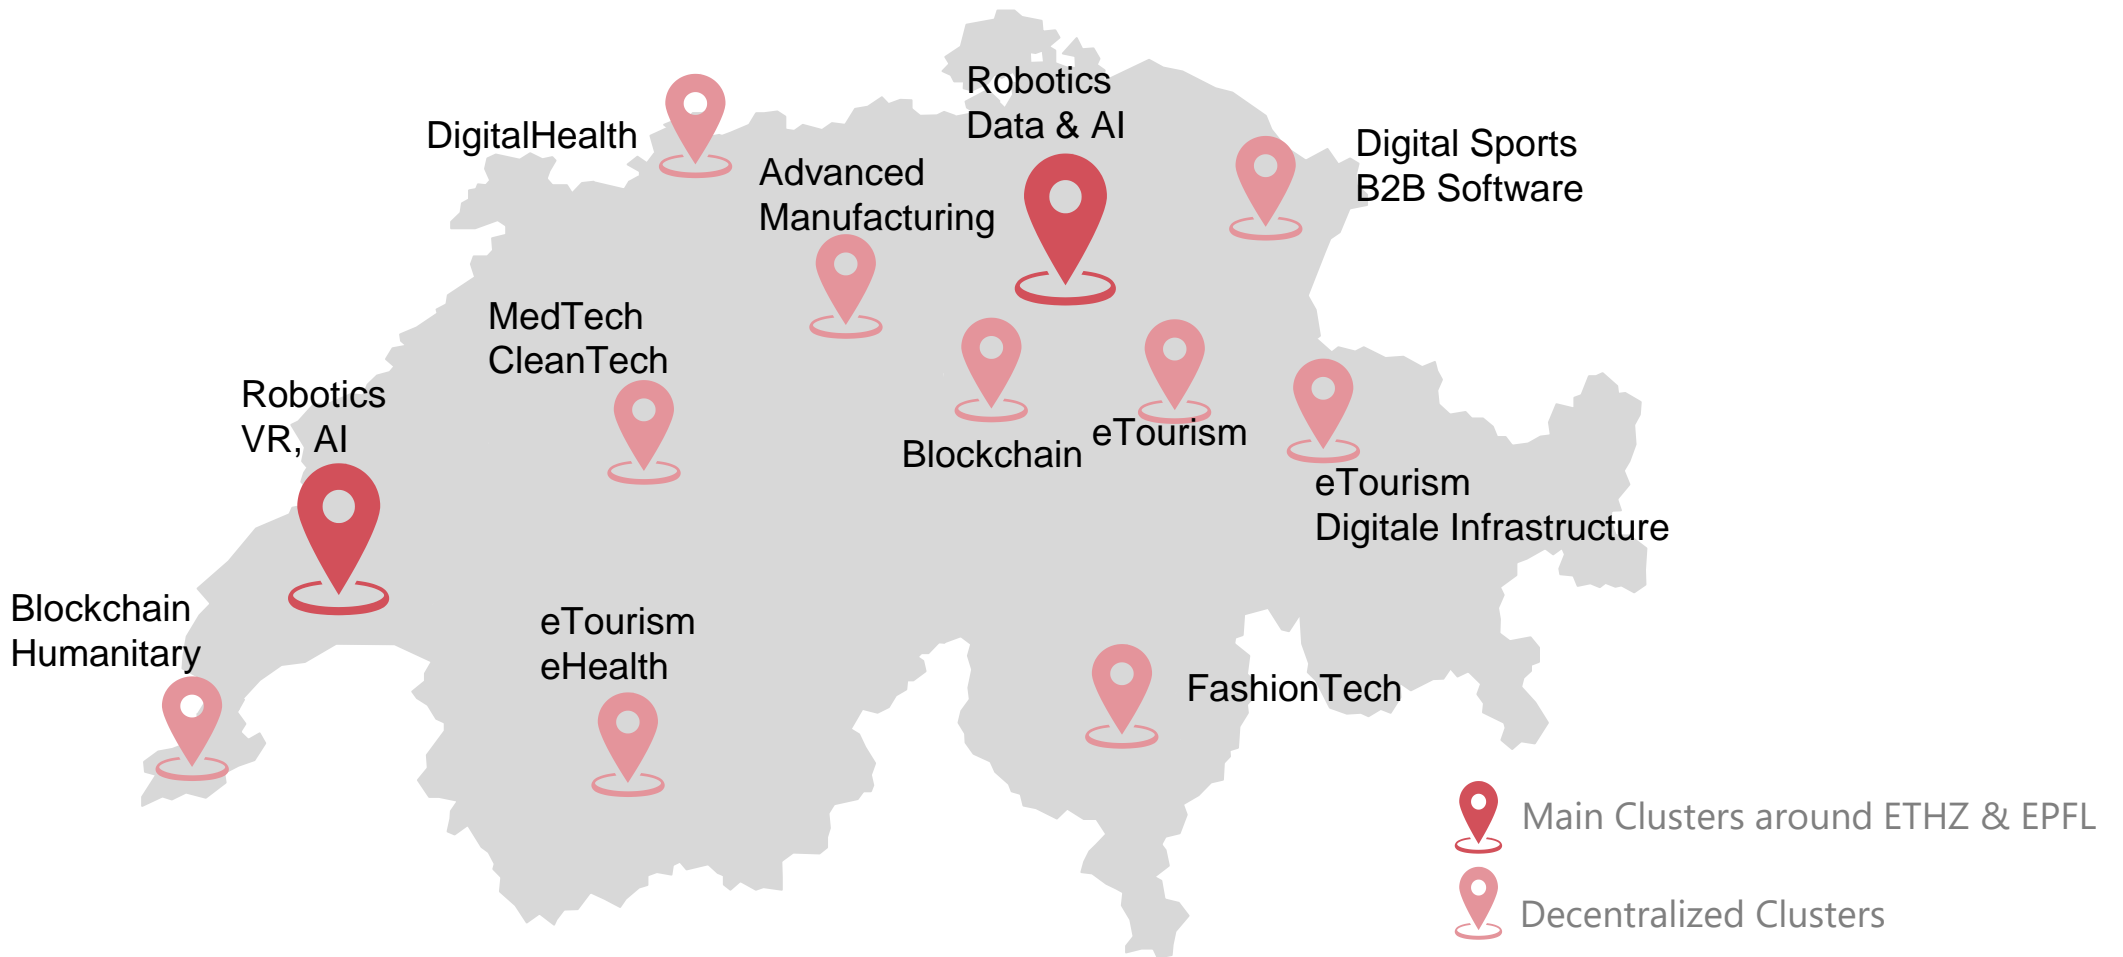 Robotics
Data & AI
DigitalHealth
Digital Sports
B2B Software
Advanced
Manufacturing
MedTech
CleanTech
Robotics
VR, AI
Blockchain
eTourism
eTourism
Digitale Infrastructure
Blockchain
Humanitary
eTourism
eHealth
FashionTech
Main Clusters around ETHZ & EPFL
Decentralized Clusters